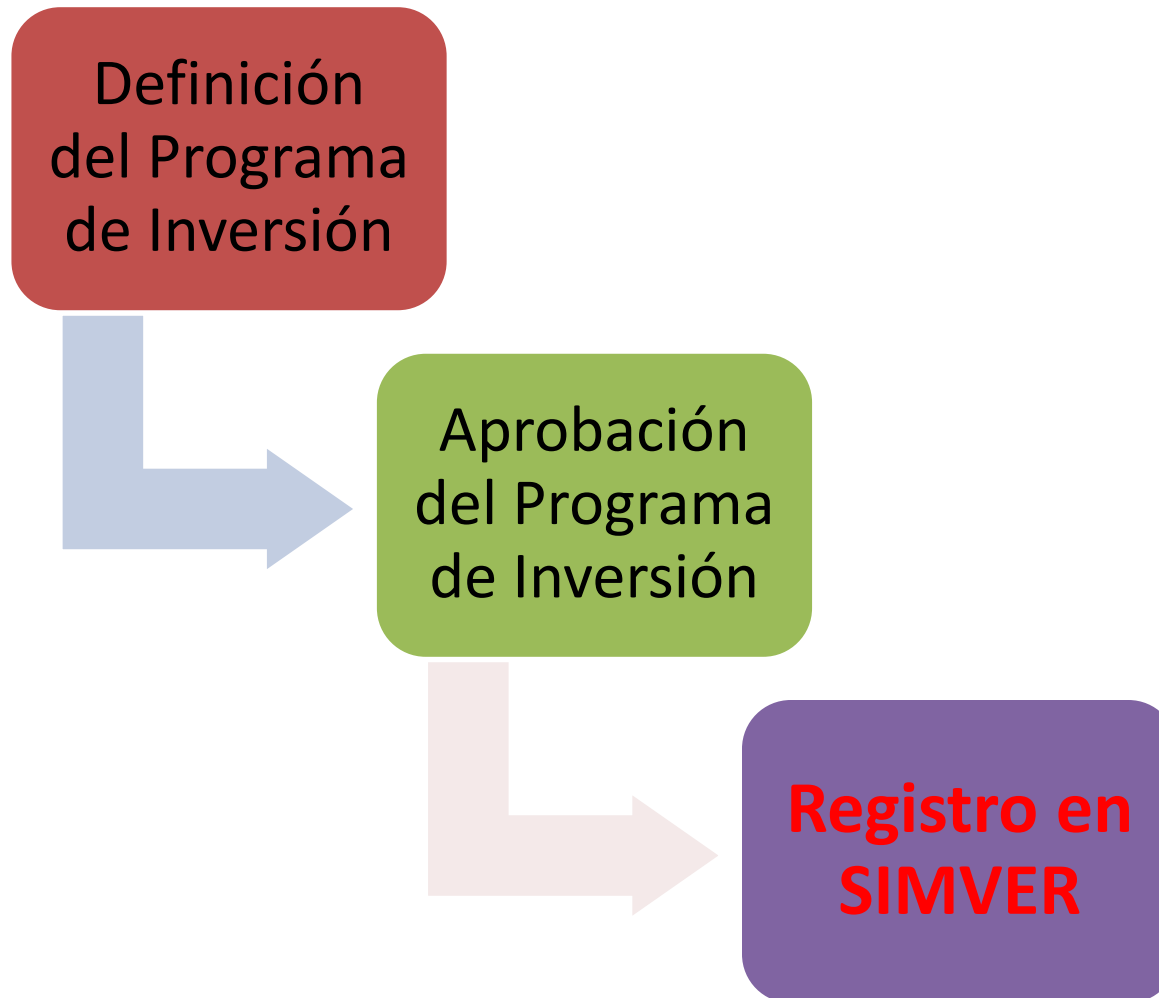 Definición
del Programa
de Inversión
Aprobación
del Programa
de Inversión
Registro en
SIMVER